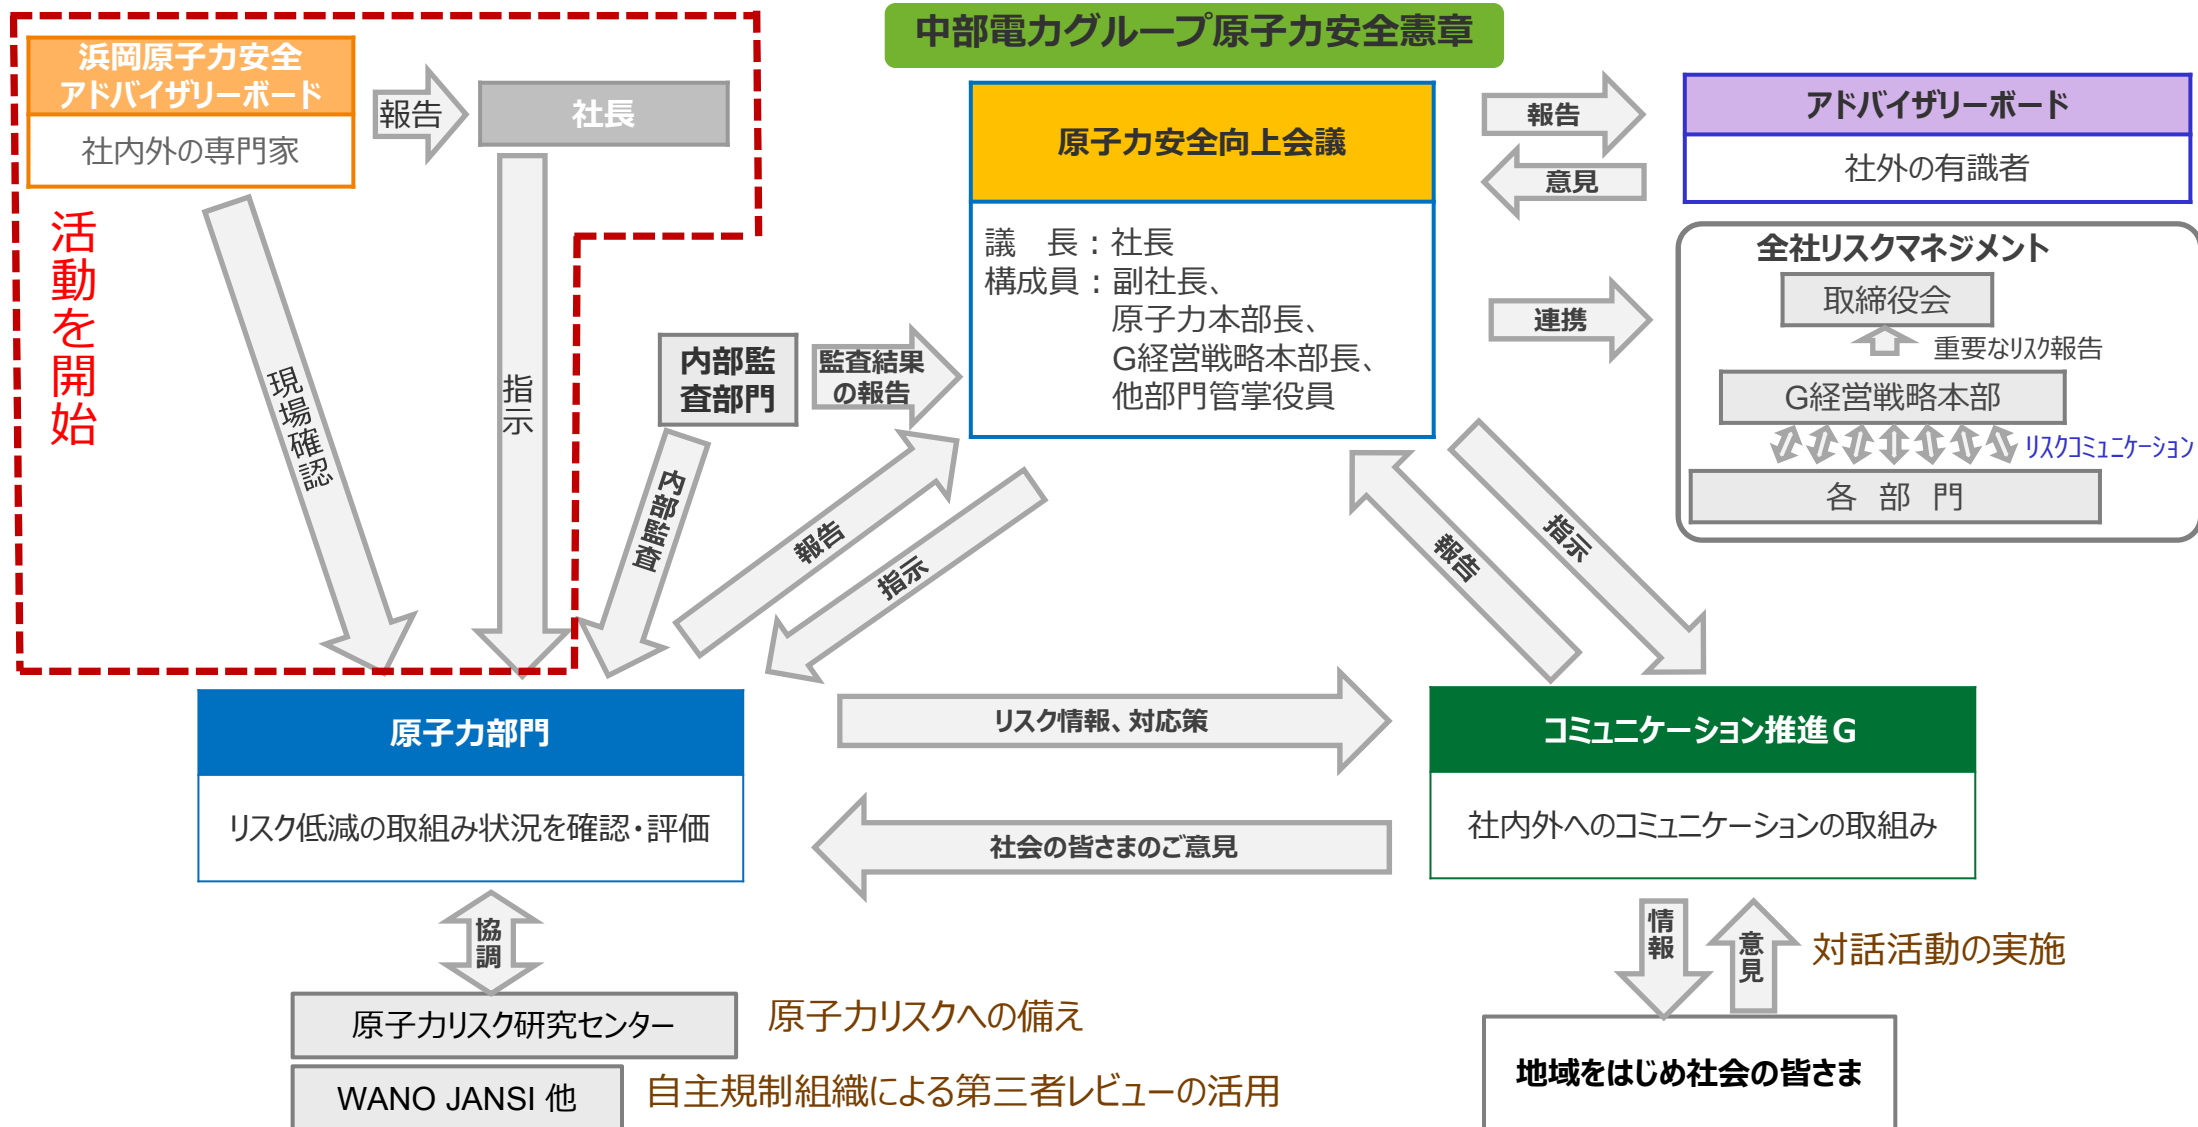 中部電力グループ原子力安全憲章
浜岡原子力安全
アドバイザリーボード
社内外の専門家
報告
社長
活動を開始
現場確認
指示
原子力安全向上会議
議　長：社長
構成員：副社長、
原子力本部長、
G経営戦略本部長、
他部門管掌役員
報告
意見
アドバイザリーボード
社外の有識者
連携
全社リスクマネジメント
取締役会
重要なリスク報告
G経営戦略本部
リスクコミュニケーション
各　部　門
内部監
査部門
監査結果
の報告
内部監査
報告
指示
報告
指示
原子力部門
リスク低減の取組み状況を確認・評価
リスク情報、対応策
社会の皆さまのご意見
コミュニケーション推進G
社内外へのコミュニケーションの取組み
協調
情報
意見
対話活動の実施
原子力リスク研究センター
原子力リスクへの備え
WANO JANSI 他
自主規制組織による第三者レビューの活用
地域をはじめ社会の皆さま